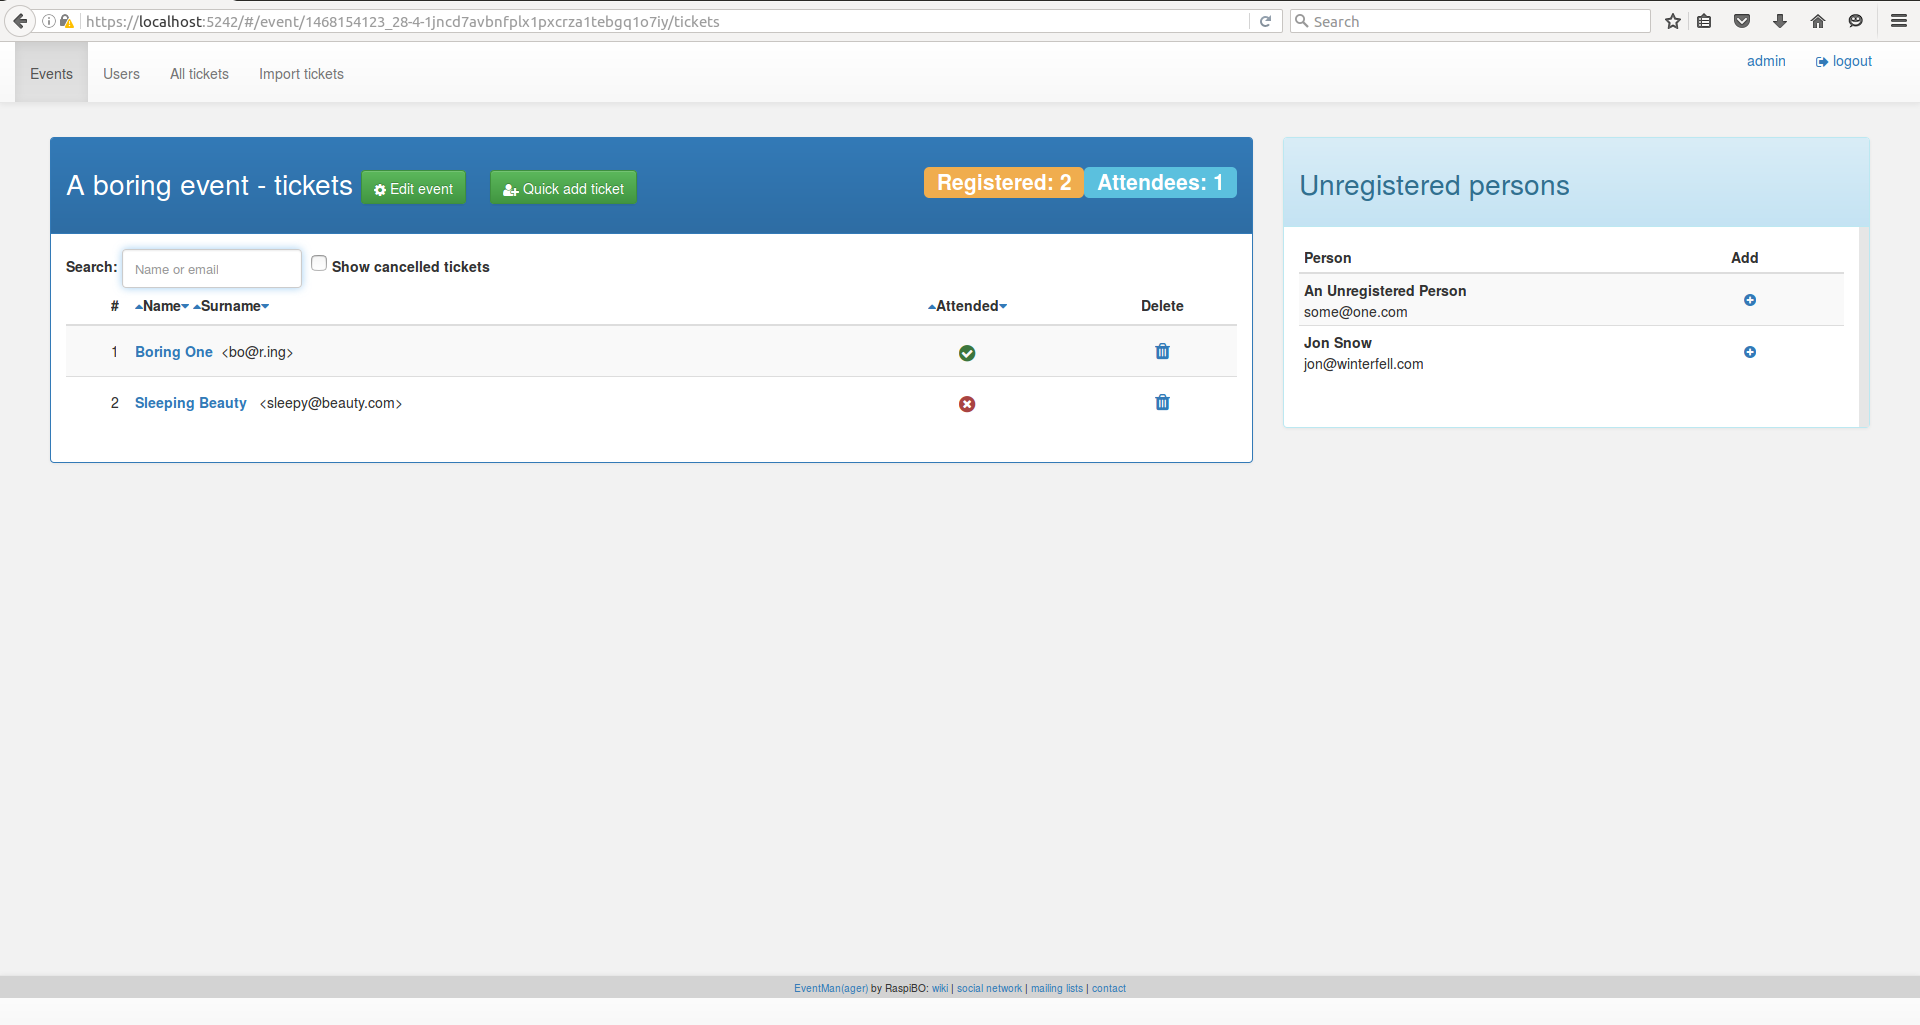 https://localhost:5242/#/event/1468154123_28-4-1jncd7avbnfplx1pxcrza1tebgq1o7iy/tickets
Search
Events Users All tickets Import tickets
admin logout
A boring event - tickets Edit event Quick add ticket Registered: 2 Attendees: 1
Search: Name or email Show cancelled tickets
# Name Surname Attended Delete
1 Boring One <bo@r.ing>
2 Sleeping Beauty <sleepy@beauty.com>
Unregistered persons
Person Add
An Unregistered Person
some@one.com
Jon Snow
jon@winterfell.com
EventMan(ager) by RaspiBO: wiki | social network | mailing lists | contact